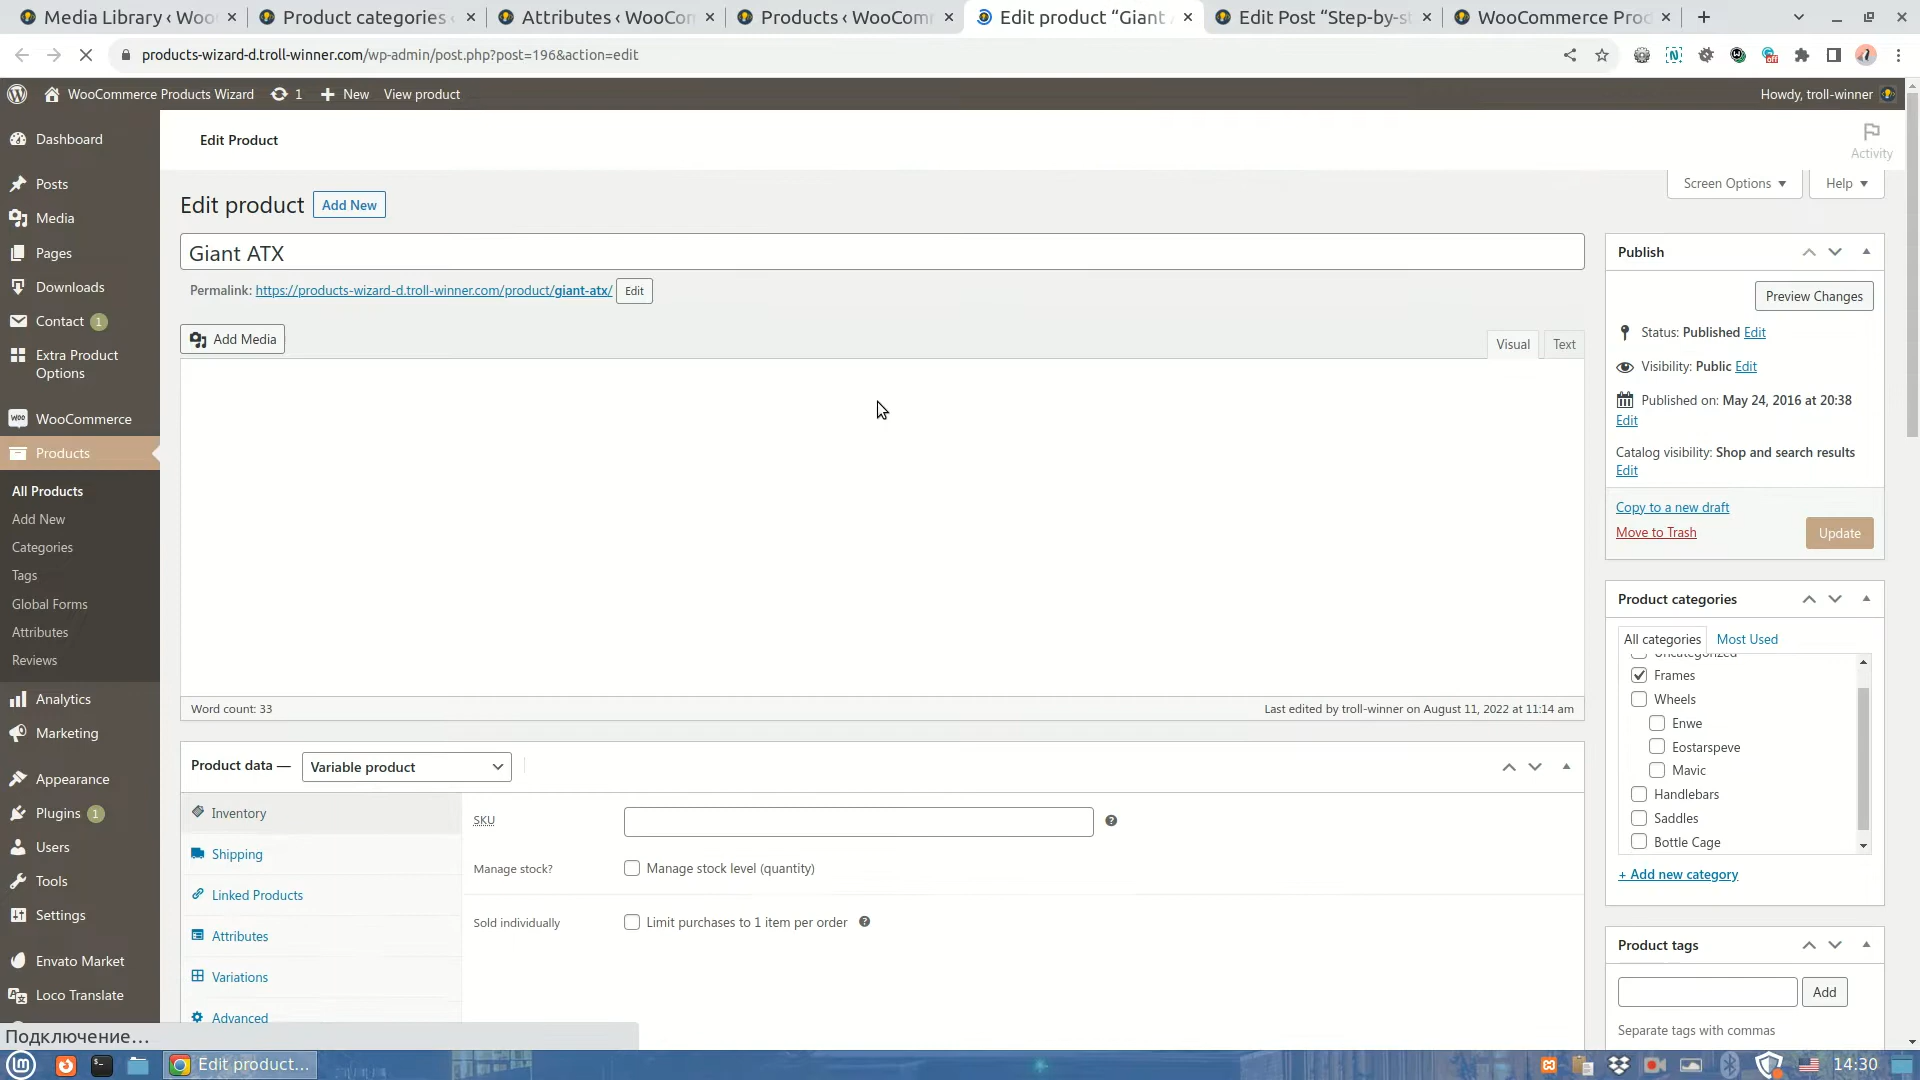 Media Library ‹ Woo
Product categories ‹
Attributes ‹ WooCom
Products ‹ WooComm
Edit product “Giant A
Edit Post “Step-by-st
WooCommerce Prod
products-wizard-d.troll-winner.com/wp-admin/post.php?post=196&action=edit
WooCommerce Products Wizard
1
New
View product
Howdy, troll-winner
Dashboard
Posts
Media
Pages
Downloads
Contact 1
Extra Product
Options
WooCommerce
Products
All Products
Add New
Categories
Tags
Global Forms
Attributes
Reviews
Analytics
Marketing
Appearance
Plugins 1
Users
Tools
Settings
Envato Market
Loco Translate
Edit Product
Activity
Screen Options
Help
Edit product
Add New
Giant ATX
Permalink: https://products-wizard-d.troll-winner.com/product/giant-atx/ Edit
Add Media
Visual
Text
Word count: 33
Last edited by troll-winner on August 11, 2022 at 11:14 am
Product data — Variable product
Inventory
Shipping
Linked Products
Attributes
Variations
Advanced
SKU
Manage stock?
Manage stock level (quantity)
Sold individually
Limit purchases to 1 item per order
Publish
Preview Changes
Status: Published Edit
Visibility: Public Edit
Published on: May 24, 2016 at 20:38
Edit
Catalog visibility: Shop and search results
Edit
Copy to a new draft
Move to Trash
Update
Product categories
All categories
Most Used
Uncategorized
Frames
Wheels
Enwe
Eostarspeve
Mavic
Handlebars
Saddles
Bottle Cage
+ Add new category
Product tags
Add
Separate tags with commas
Подключение…
Edit product...
14:30